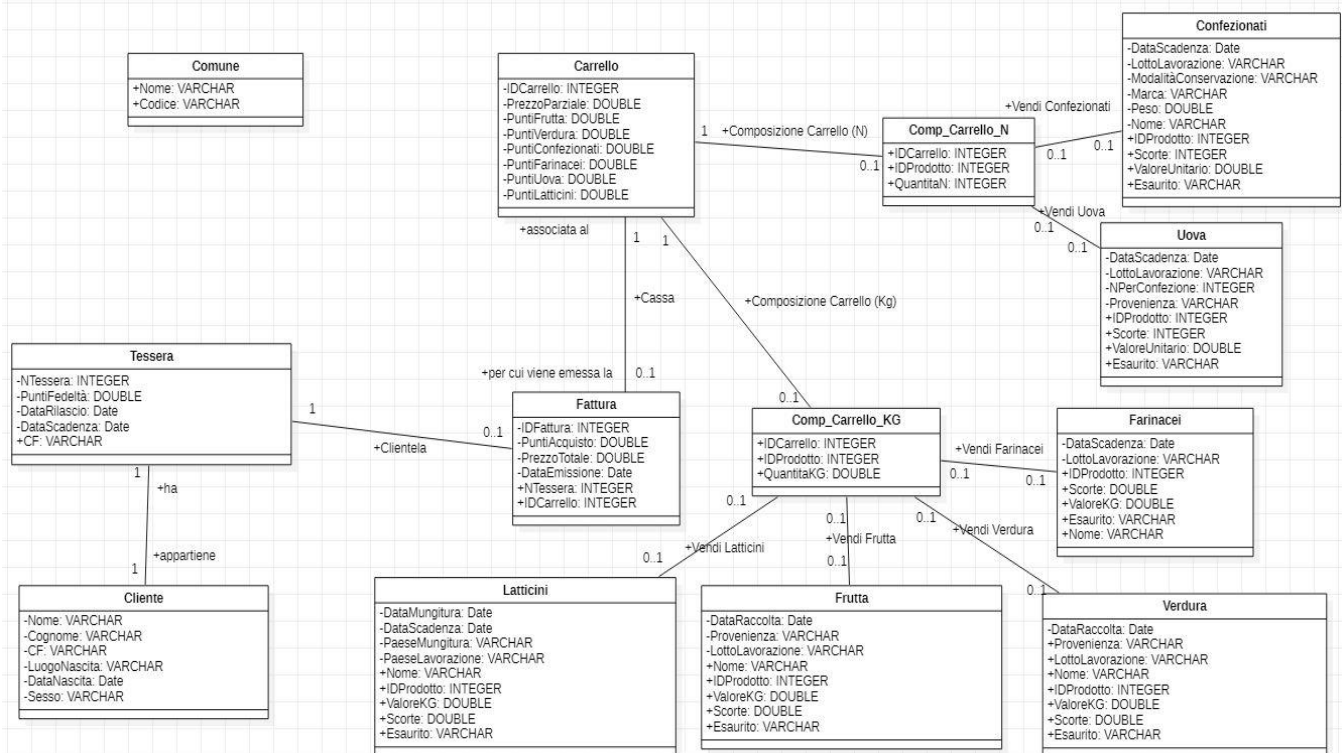 Comune
+Nome: VARCHAR
+Codice: VARCHAR
Carrello
-IDCarrello: INTEGER
-PrezzoParziale: DOUBLE
-PuntiFrutta: DOUBLE
-PuntiVerdura: DOUBLE
-PuntiConfezionati: DOUBLE
-PuntiFarinacei: DOUBLE
-PuntiUova: DOUBLE
-PuntiLatticini: DOUBLE
1
+Composizione Carrello (N)
0..1
Comp_Carrello_N
+IDCarrello: INTEGER
+IDProdotto: INTEGER
+QuantitaN: INTEGER
+Vendi Confezionati
0..1
0..1
Confezionati
-DataScadenza: Date
-LottoLavorazione: VARCHAR
-ModalitàConservazione: VARCHAR
-Marca: VARCHAR
-Peso: DOUBLE
-Nome: VARCHAR
+IDProdotto: INTEGER
+Scorte: INTEGER
+ValoreUnitario: DOUBLE
+Esaurito: VARCHAR
+Vendi Uova
0..1
0..1
Uova
-DataScadenza: Date
-LottoLavorazione: VARCHAR
-NPerConfezione: INTEGER
-Provenienza: VARCHAR
+IDProdotto: INTEGER
+Scorte: INTEGER
+ValoreUnitario: DOUBLE
+Esaurito: VARCHAR
+associata al
1
1
+Cassa
+Composizione Carrello (Kg)
+per cui viene emessa la
0..1
0..1
Tessera
-NTessera: INTEGER
-PuntiFedeltà: DOUBLE
-DataRilascio: Date
-DataScadenza: Date
+CF: VARCHAR
1
+Clientela
0..1
Fattura
-IDFattura: INTEGER
-PuntiAcquisto: DOUBLE
-PrezzoTotale: DOUBLE
-DataEmissione: Date
+NTessera: INTEGER
+IDCarrello: INTEGER
Comp_Carrello_KG
+IDCarrello: INTEGER
+IDProdotto: INTEGER
+QuantitaKG: DOUBLE
+Vendi Farinacei
0..1
0..1
Farinacei
-DataScadenza: Date
-LottoLavorazione: VARCHAR
+IDProdotto: INTEGER
+Scorte: DOUBLE
+ValoreKG: DOUBLE
+Esaurito: VARCHAR
+Nome: VARCHAR
1
+ha
+appartiene
1
0..1
+Vendi Latticini
0..1
0..1
+Vendi Frutta
0..1
0..1
+Vendi Verdura
0..1
Cliente
-Nome: VARCHAR
-Cognome: VARCHAR
-CF: VARCHAR
-LuogoNascita: VARCHAR
-DataNascita: Date
-Sesso: VARCHAR
Latticini
-DataMungitura: Date
-DataScadenza: Date
-PaeseMungitura: VARCHAR
-PaeseLavorazione: VARCHAR
+Nome: VARCHAR
+IDProdotto: INTEGER
+ValoreKG: DOUBLE
+Scorte: DOUBLE
+Esaurito: VARCHAR
Frutta
-DataRaccolta: Date
-Provenienza: VARCHAR
-LottoLavorazione: VARCHAR
+Nome: VARCHAR
+IDProdotto: INTEGER
+ValoreKG: DOUBLE
+Scorte: DOUBLE
+Esaurito: VARCHAR
Verdura
-DataRaccolta: Date
+Provenienza: VARCHAR
+LottoLavorazione: VARCHAR
+Nome: VARCHAR
+IDProdotto: INTEGER
+ValoreKG: DOUBLE
+Scorte: DOUBLE
+Esaurito: VARCHAR